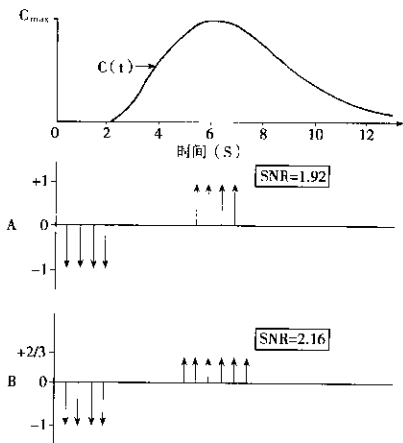 Cmax
C(t)
0 2 4 6 8 10 12
时间(S)
+1
SNR=1.92
A 0
−1
+2/3
SNR=2.16
B 0
−1